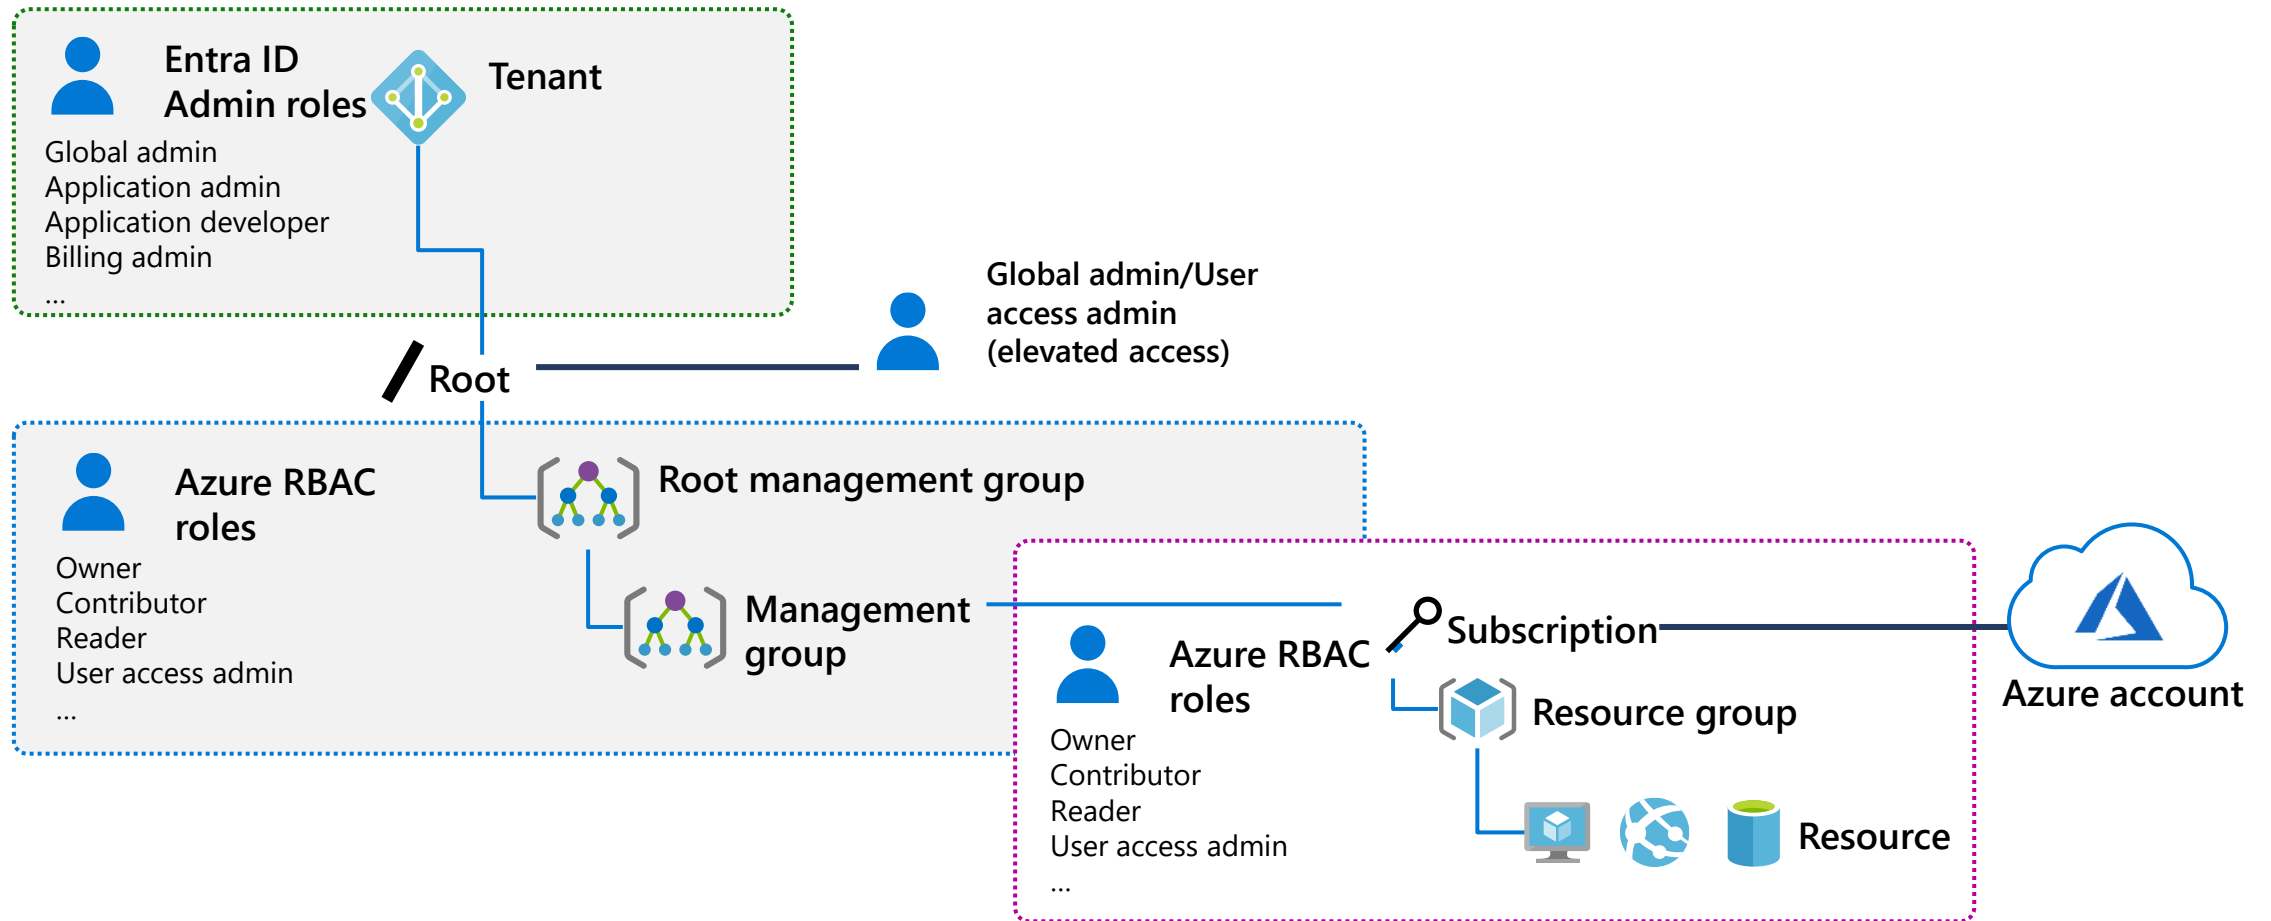 Entra ID
Admin roles
Tenant
Global admin
Application admin
Application developer
Billing admin
...
Global admin/User
access admin
(elevated access)
Root
Azure RBAC
roles
Root management group
Owner
Contributor
Reader
User access admin
...
Management
group
Azure RBAC
roles
Subscription
Resource group
Owner
Contributor
Reader
User access admin
...
Resource
Azure account